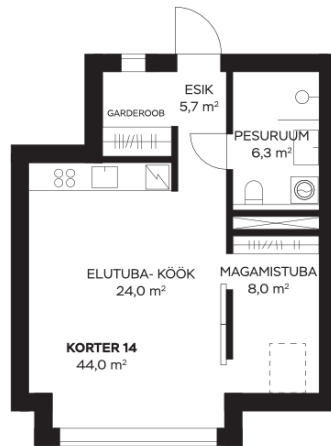 ESIK
5,7 m²
GARDEROOB
PESURUUM
6,3 m²
ELUTUBA- KÖÖK
24,0 m²
MAGAMISTUBA
8,0 m²
KORTER 14
44,0 m²